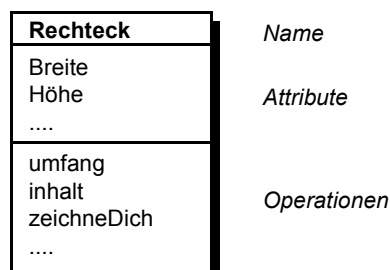 Rechteck Name
Breite
Höhe Attribute
....
umfang
inhalt Operationen
zeichneDich
....